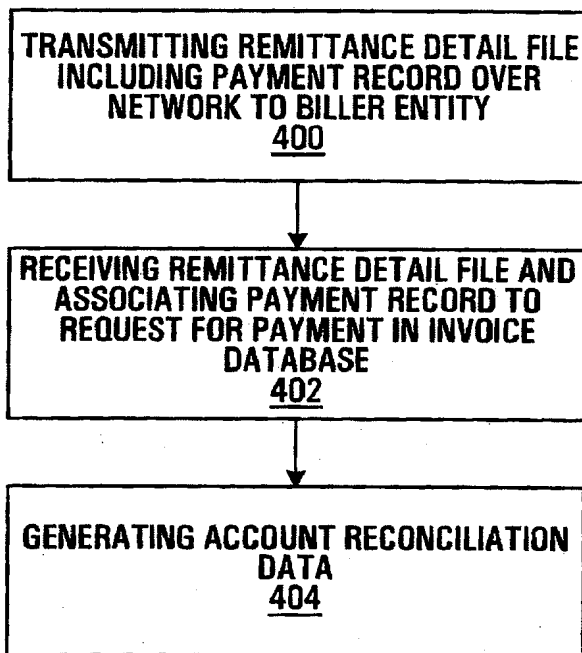 TRANSMITTING REMITTANCE DETAIL FILE
INCLUDING PAYMENT RECORD OVER
NETWORK TO BILLER ENTITY
400
RECEIVING REMITTANCE DETAIL FILE AND
ASSOCIATING PAYMENT RECORD TO
REQUEST FOR PAYMENT IN INVOICE
DATABASE
402
GENERATING ACCOUNT RECONCILIATION
DATA
404